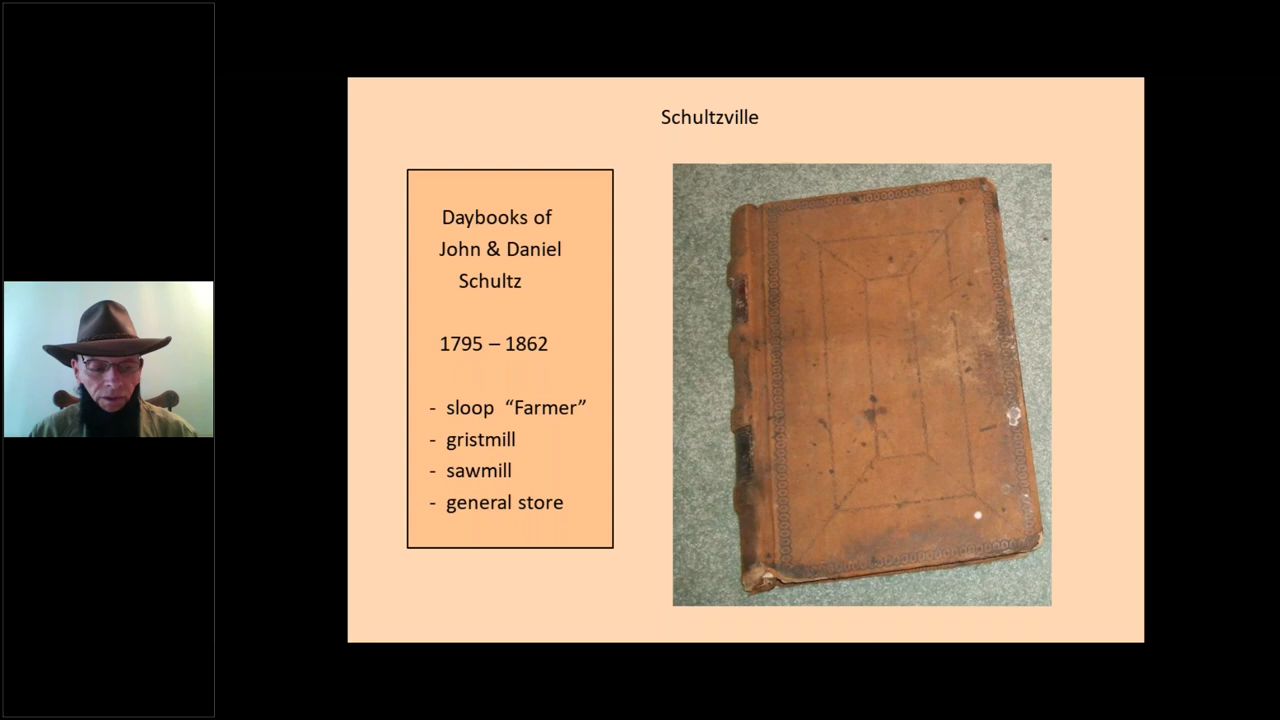 Schultzville
Daybooks of
John & Daniel
Schultz
1795 – 1862
- sloop “Farmer”
- gristmill
- sawmill
- general store